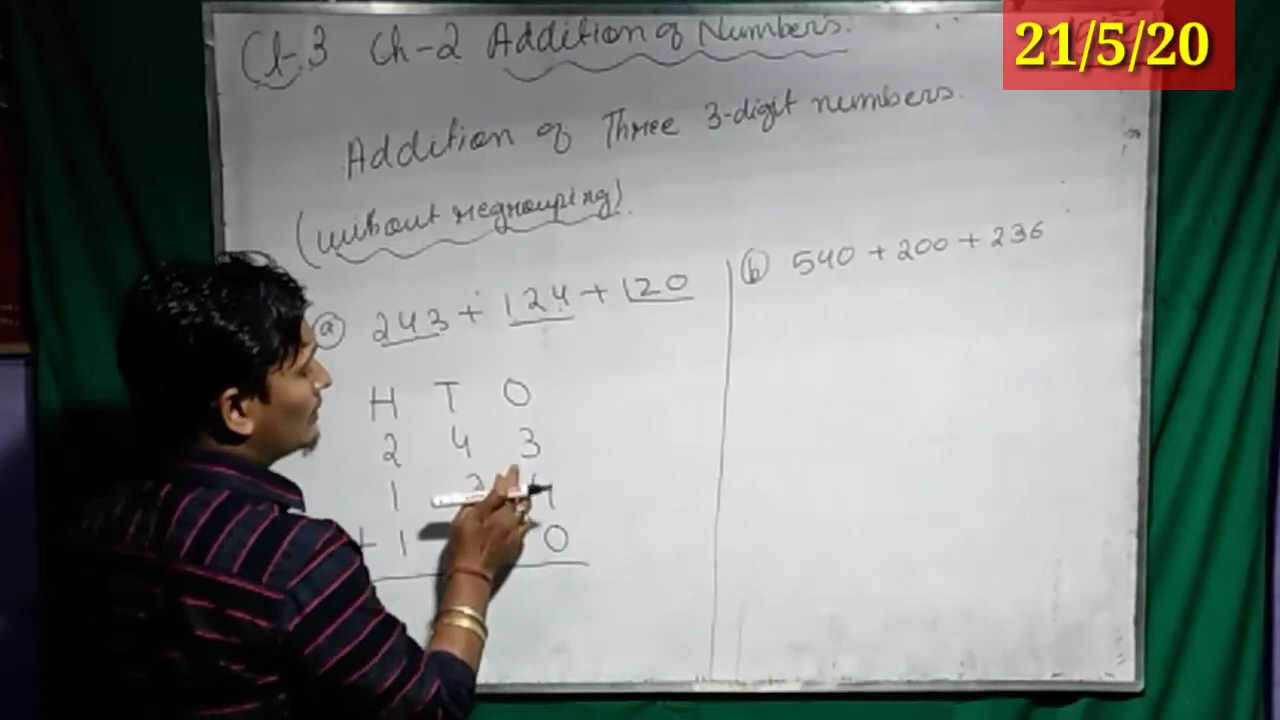 21/5/20
Cl-3 Ch-2 Addition of Numbers.
Addition of Three 3-digit numbers.
(without regrouping)
(a) 243 + 124 + 120
H T O
2 4 3
1 2 4
+ 1 0
(b) 540 + 200 + 236